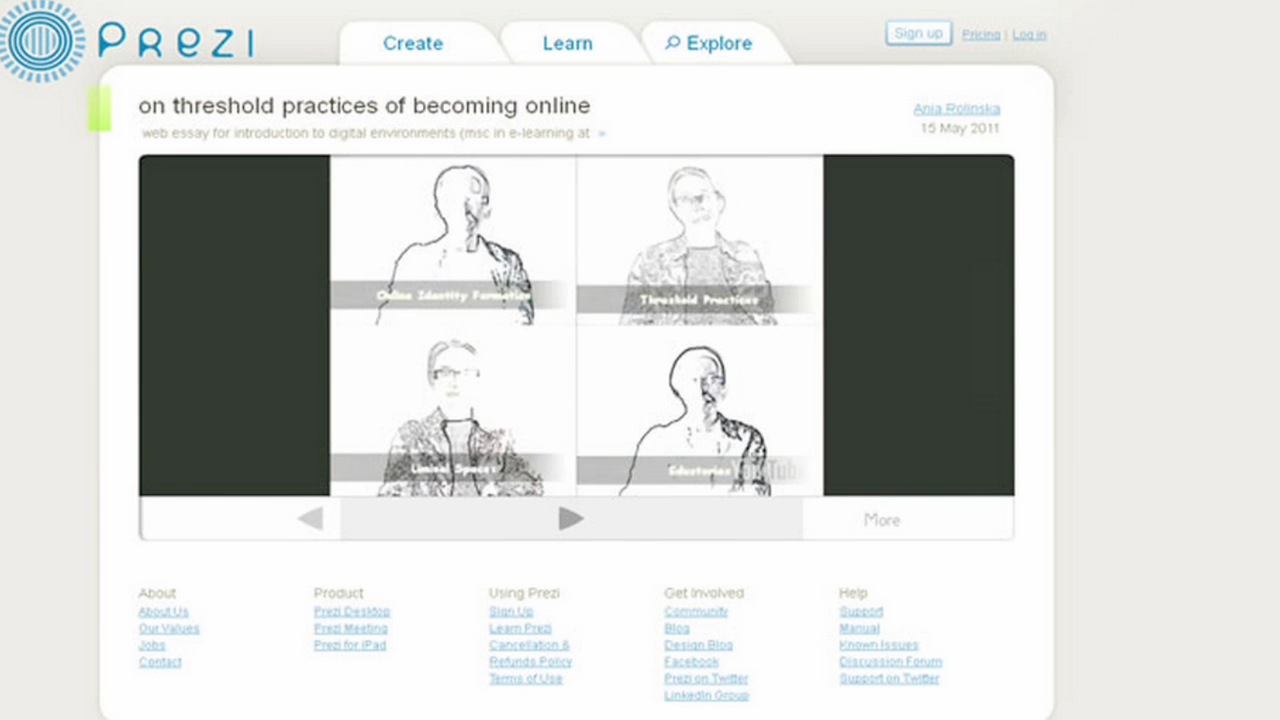 PREZI
Create
Learn
Explore
Sign up
Pricing | Log in
on threshold practices of becoming online
Ania Rolinska
web essay for introduction to digital environments (msc in e-learning at »
15 May 2011
Online Identity Formation
Threshold Practices
Liminal Spaces
YouTube
More
About
About Us
Our Values
Jobs
Contact
Product
Prezi Desktop
Prezi Meeting
Prezi for iPad
Using Prezi
Sign Up
Learn Prezi
Cancellation &
Refunds Policy
Terms of Use
Get Involved
Community
Blog
Design Blog
Facebook
Prezi on Twitter
LinkedIn Group
Help
Support
Manual
Known Issues
Discussion Forum
Support on Twitter